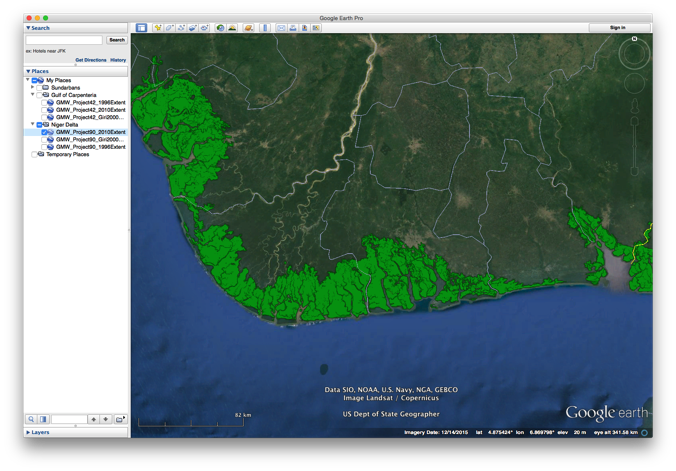 Google Earth Pro
Search
Sign in
Search
ex: Hotels near JFK
Get Directions History
Places
My Places
Sundarbans
Gulf of Carpenteria
GMW_Project42_1996Extent
GMW_Project42_2010Extent
GMW_Project42_Giri2000...
Niger Delta
GMW_Project90_2010Extent
GMW_Project90_Giri2000...
GMW_Project90_1996Extent
Temporary Places
Layers
N
Data SIO, NOAA, U.S. Navy, NGA, GEBCO
Image Landsat / Copernicus
US Dept of State Geographer
82 km
Google earth
Imagery Date: 12/14/2015 lat 4.875424° lon 6.869798° elev 20 m eye alt 341.58 km